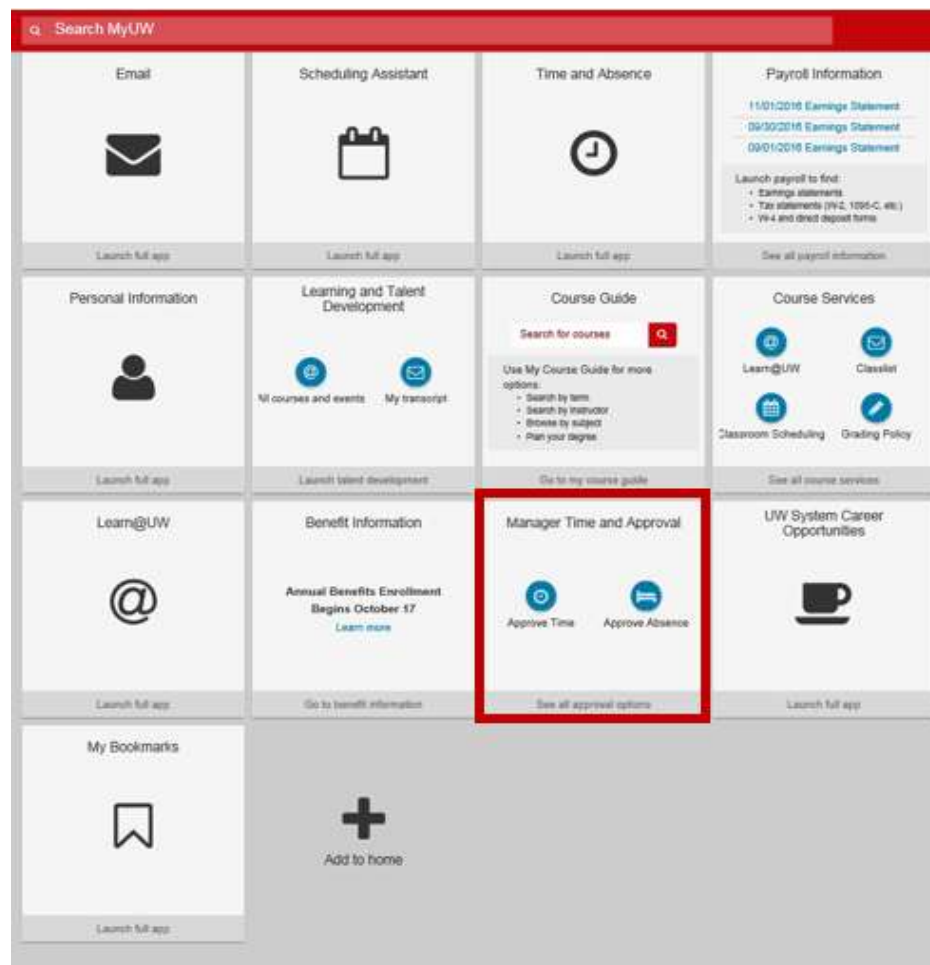 Search MyUW
Email
Launch full app
Scheduling Assistant
Launch full app
Time and Absence
Launch full app
Payroll Information
11/01/2016 Earnings Statement
09/30/2016 Earnings Statement
09/01/2016 Earnings Statement
Launch payroll to find:
• Earnings statements
• Tax statements (W-2, 1095-C, etc.)
• W-4 and direct deposit forms
See all payroll information
Personal Information
Launch full app
Learning and Talent
Development
All courses and events
My transcript
Launch talent development
Course Guide
Search for courses
Use My Course Guide for more
options:
• Search by term
• Search by instructor
• Browse by subject
• Plan your degree
Go to my course guide
Course Services
Learn@UW
Classlist
Classroom Scheduling
Grading Policy
See all course services
Learn@UW
@
Launch full app
Benefit Information
Annual Benefits Enrollment
Begins October 17
Learn more
Go to benefit information
Manager Time and Approval
Approve Time
Approve Absence
See all approval options
UW System Career
Opportunities
Launch full app
My Bookmarks
Launch full app
Add to home